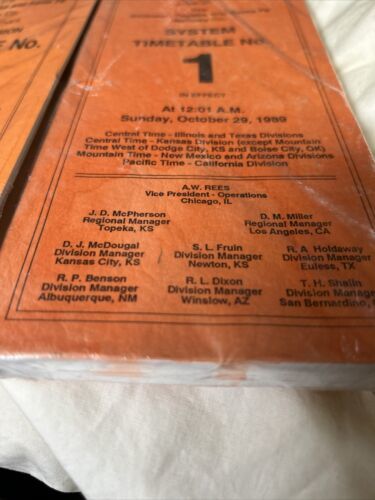 SION
E No.
SYSTEM
TIMETABLE No.
1
IN EFFECT
At 12:01 A.M.
Sunday, October 29, 1989
Central Time - Illinois and Texas Divisions
Central Time - Kansas Division (except Mountain
Time West of Dodge City, KS and Boise City, OK)
Mountain Time - New Mexico and Arizona Divisions
Pacific Time - California Division
A.W. REES
Vice President - Operations
Chicago, IL
J. D. McPherson
Regional Manager
Topeka, KS
D. M. Miller
Regional Manager
Los Angeles, CA
D. J. McDougal
Division Manager
Kansas City, KS
S. L. Fruin
Division Manager
Newton, KS
R. A. Holdaway
Division Manager
Euless, TX
R. P. Benson
Division Manager
Albuquerque, NM
R. L. Dixon
Division Manager
Winslow, AZ
T. H. Shalin
Division Manage
San Bernardino,